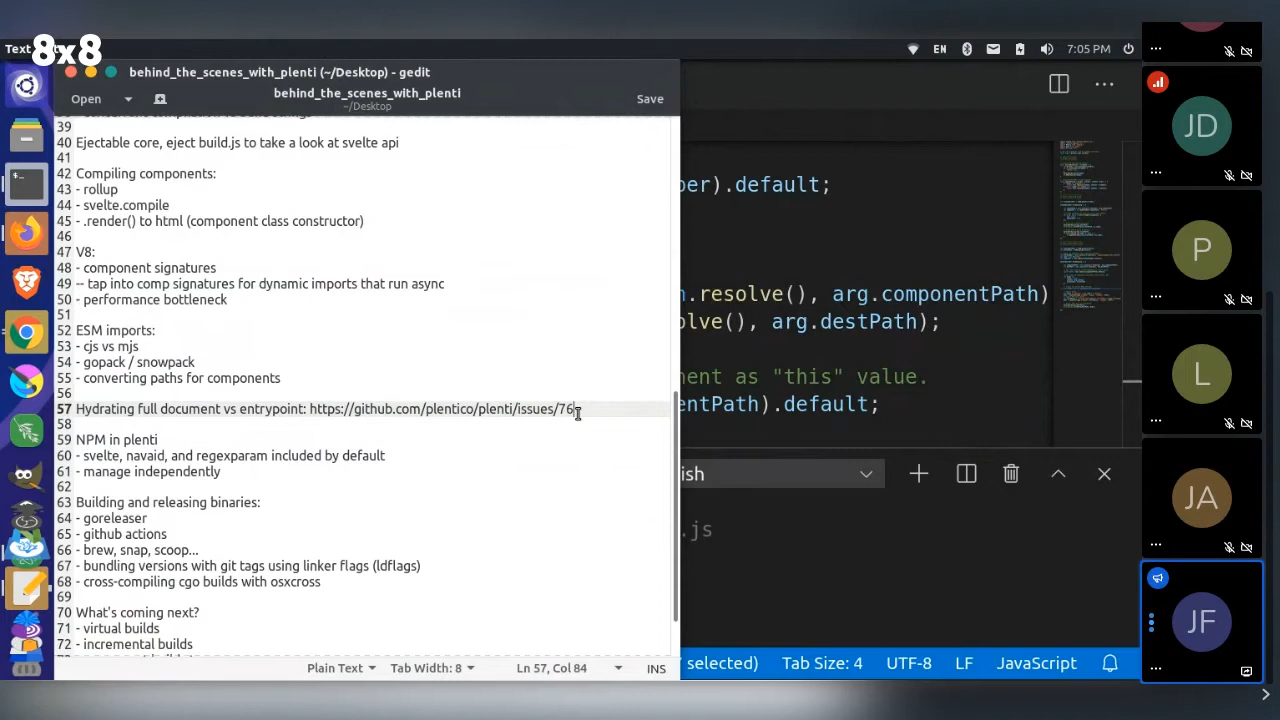 8x8
Text
EN
7:05 PM
behind_the_scenes_with_plenti (~/Desktop) - gedit
Open
behind_the_scenes_with_plenti
~/Desktop
Save
39
40 Ejectable core, eject build.js to take a look at svelte api
41
42 Compiling components:
43 - rollup
44 - svelte.compile
45 - .render() to html (component class constructor)
46
47 V8:
48 - component signatures
49 -- tap into comp signatures for dynamic imports that run async
50 - performance bottleneck
51
52 ESM imports:
53 - cjs vs mjs
54 - gopack / snowpack
55 - converting paths for components
56
57 Hydrating full document vs entrypoint: https://github.com/plentico/plenti/issues/76
58
59 NPM in plenti
60 - svelte, navaid, and regexparam included by default
61 - manage independently
62
63 Building and releasing binaries:
64 - goreleaser
65 - github actions
66 - brew, snap, scoop...
67 - bundling versions with git tags using linker flags (ldflags)
68 - cross-compiling cgo builds with osxcross
69
70 What's coming next?
71 - virtual builds
72 - incremental builds
Plain Text
Tab Width: 8
Ln 57, Col 84
INS
per).default;
n.resolve(), arg.componentPath)
olve(), arg.destPath);
nent as "this" value.
entPath).default;
ish
.js
selected)
Tab Size: 4
UTF-8
LF
JavaScript
JD
P
L
JA
JF